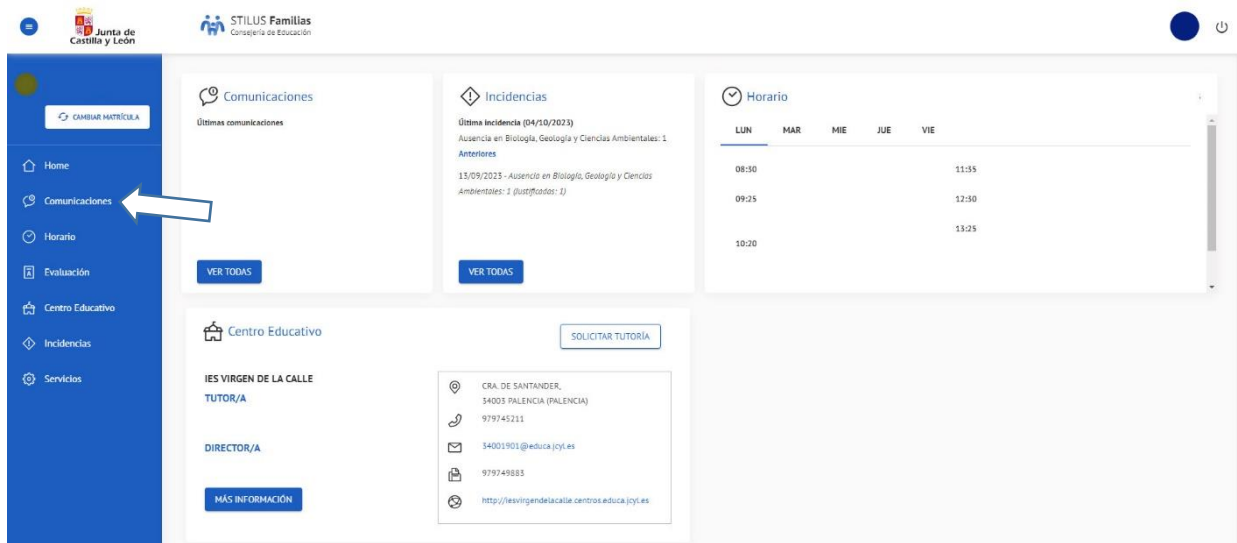 Junta de
Castilla y León
STILUS Familias
Consejería de Educación
CAMBIAR MATRÍCULA
Home
Comunicaciones
Horario
Evaluación
Centro Educativo
Incidencias
Servicios
Comunicaciones
Últimas comunicaciones
VER TODAS
Incidencias
Última incidencia (04/10/2023)
Ausencia en Biología, Geología y Ciencias Ambientales: 1
Anteriores
13/09/2023 - Ausencia en Biología, Geología y Ciencias
Ambientales: 1 (Justificadas: 1)
VER TODAS
Horario
LUN MAR MIE JUE VIE
08:30
09:25
10:20
11:35
12:30
13:25
Centro Educativo
SOLICITAR TUTORÍA
IES VIRGEN DE LA CALLE
TUTOR/A
DIRECTOR/A
MÁS INFORMACIÓN
CRA. DE SANTANDER,
34003 PALENCIA (PALENCIA)
979745211
34001901@educa.jcyl.es
979749883
http://iesvirgendelacalle.centros.educa.jcyl.es